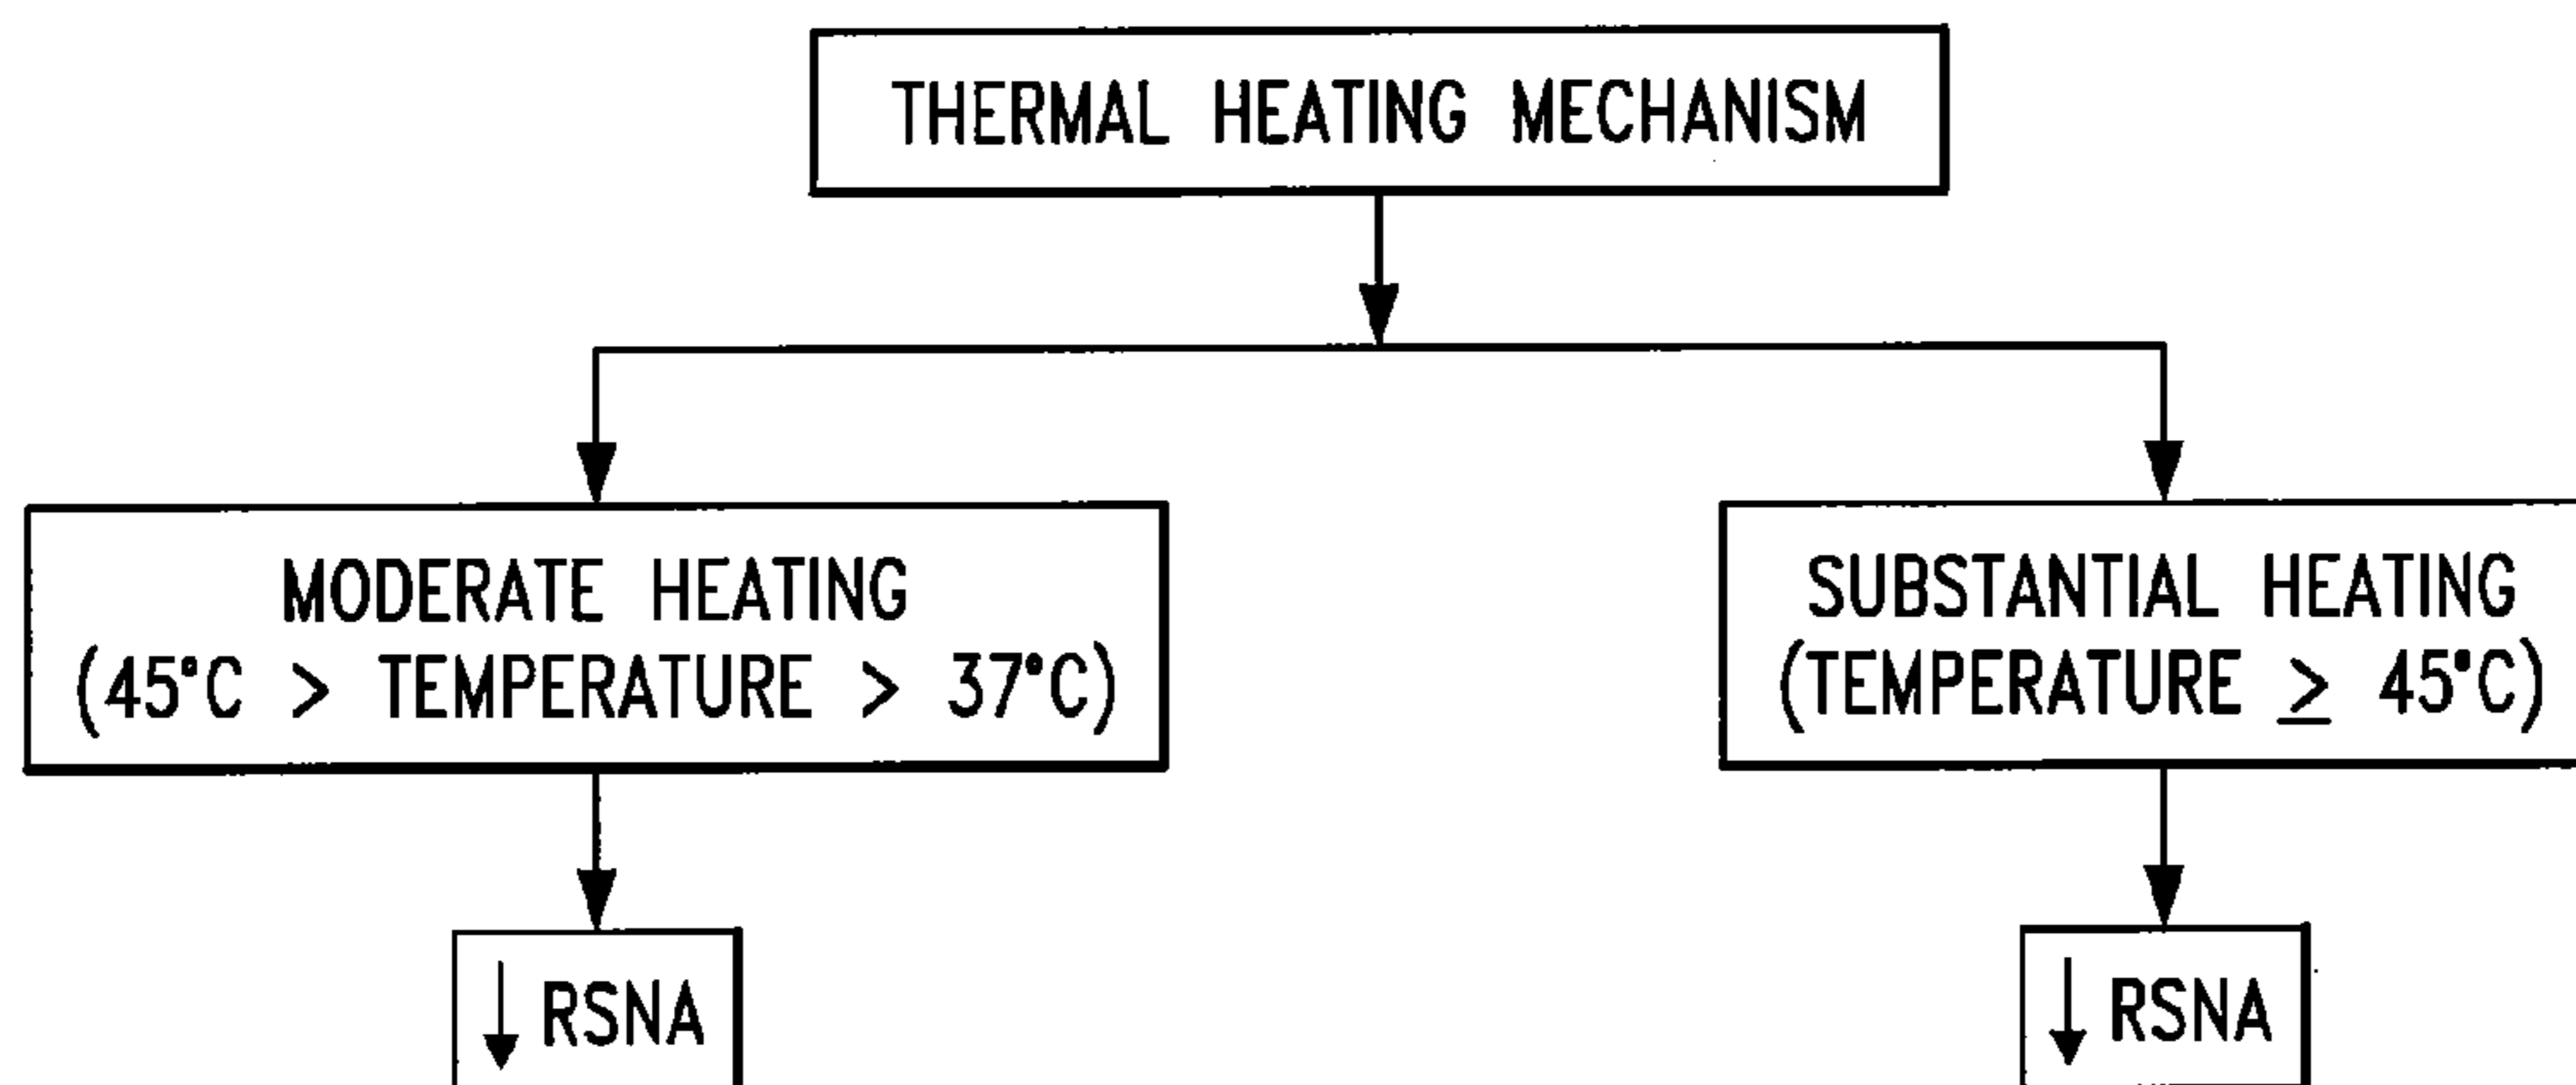 THERMAL HEATING MECHANISM
MODERATE HEATING
(45°C > TEMPERATURE > 37°C)
SUBSTANTIAL HEATING
(TEMPERATURE ≥ 45°C)
↓ RSNA
↓ RSNA